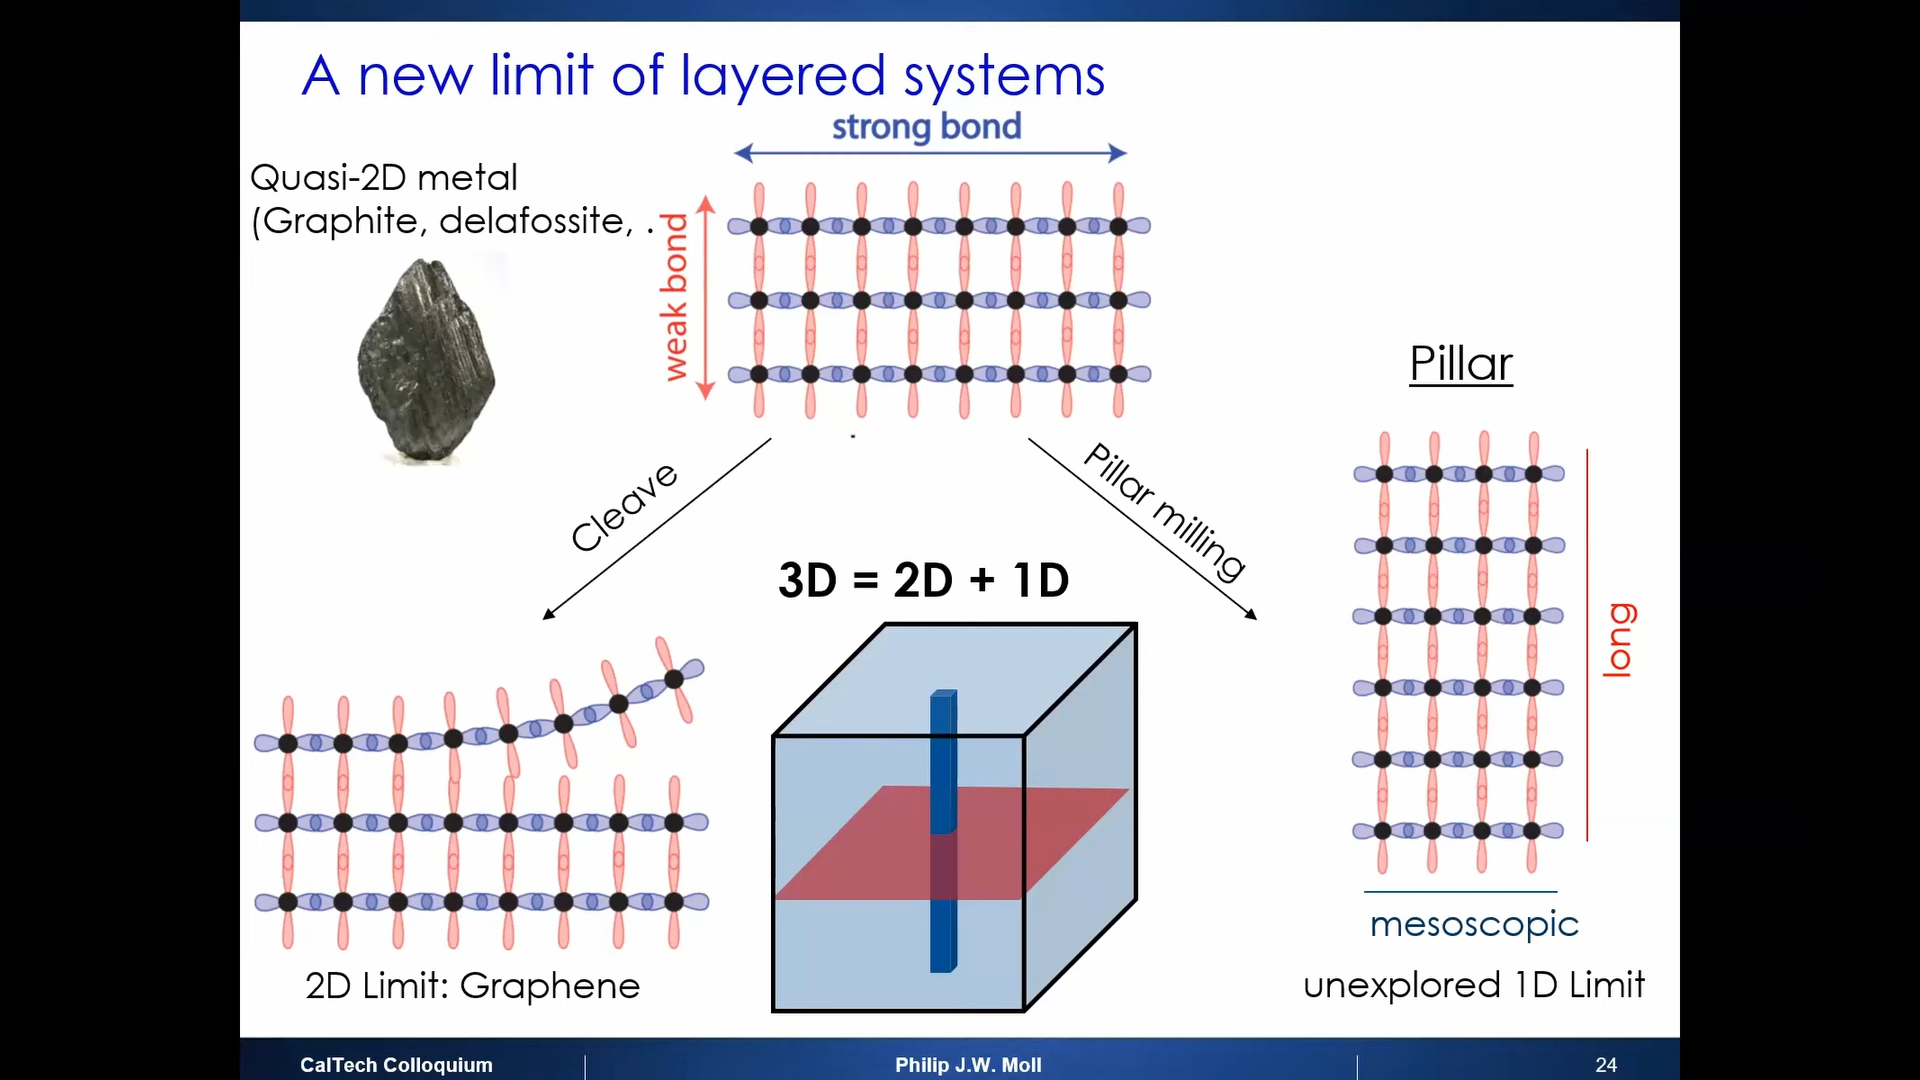 A new limit of layered systems
strong bond
Quasi-2D metal
(Graphite, delafossite, .
weak bond
Pillar
Cleave
Pillar milling
3D = 2D + 1D
long
mesoscopic
2D Limit: Graphene
unexplored 1D Limit
CalTech Colloquium
Philip J.W. Moll
24